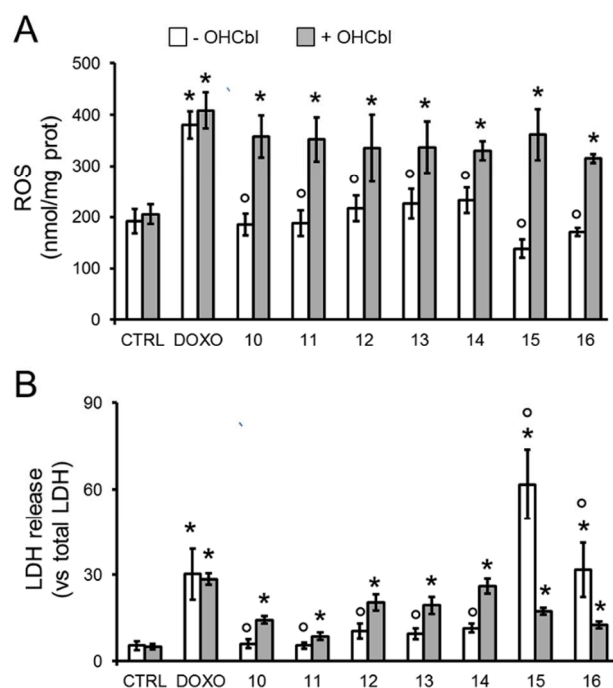 A
- OHCbl + OHCbl
500
400
300
200
100
0
ROS
(nmol/mg prot)
* * * * * * * * *
° ° ° ° ° ° °
CTRL DOXO 10 11 12 13 14 15 16
B
90
60
30
0
LDH release
(vs total LDH)
* * * * * * * * * * *
° ° ° ° ° ° °
CTRL DOXO 10 11 12 13 14 15 16